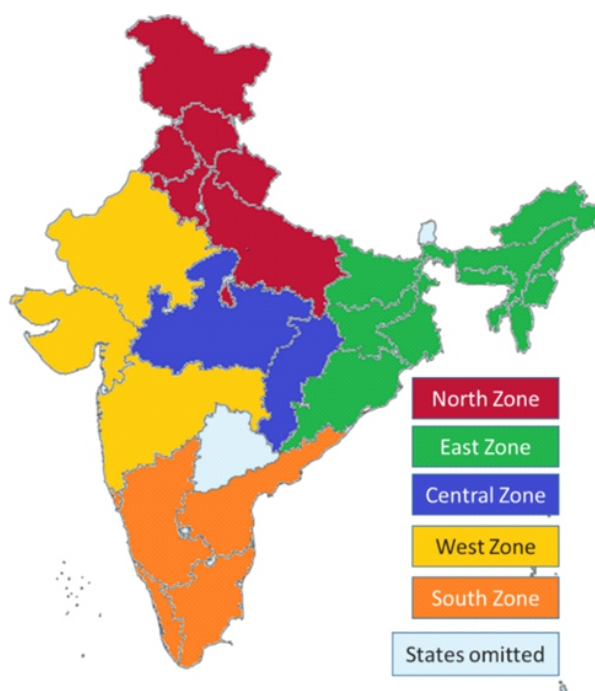 North Zone
East Zone
Central Zone
West Zone
South Zone
States omitted